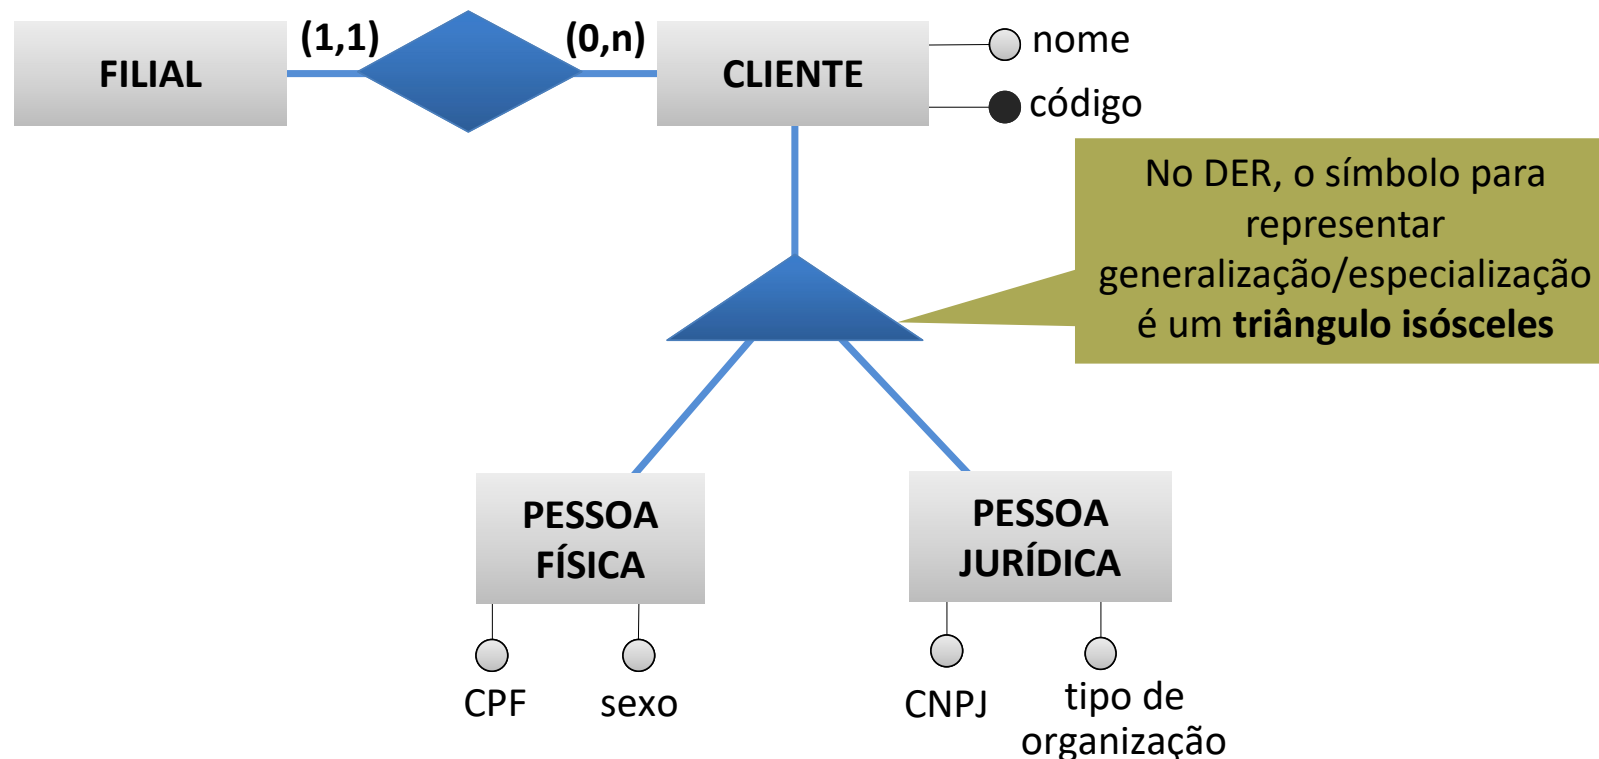 FILIAL
(1,1)
(0,n)
CLIENTE
nome
código
No DER, o símbolo para
representar
generalização/especialização
é um triângulo isósceles
PESSOA
FÍSICA
PESSOA
JURÍDICA
CPF
sexo
CNPJ
tipo de
organização